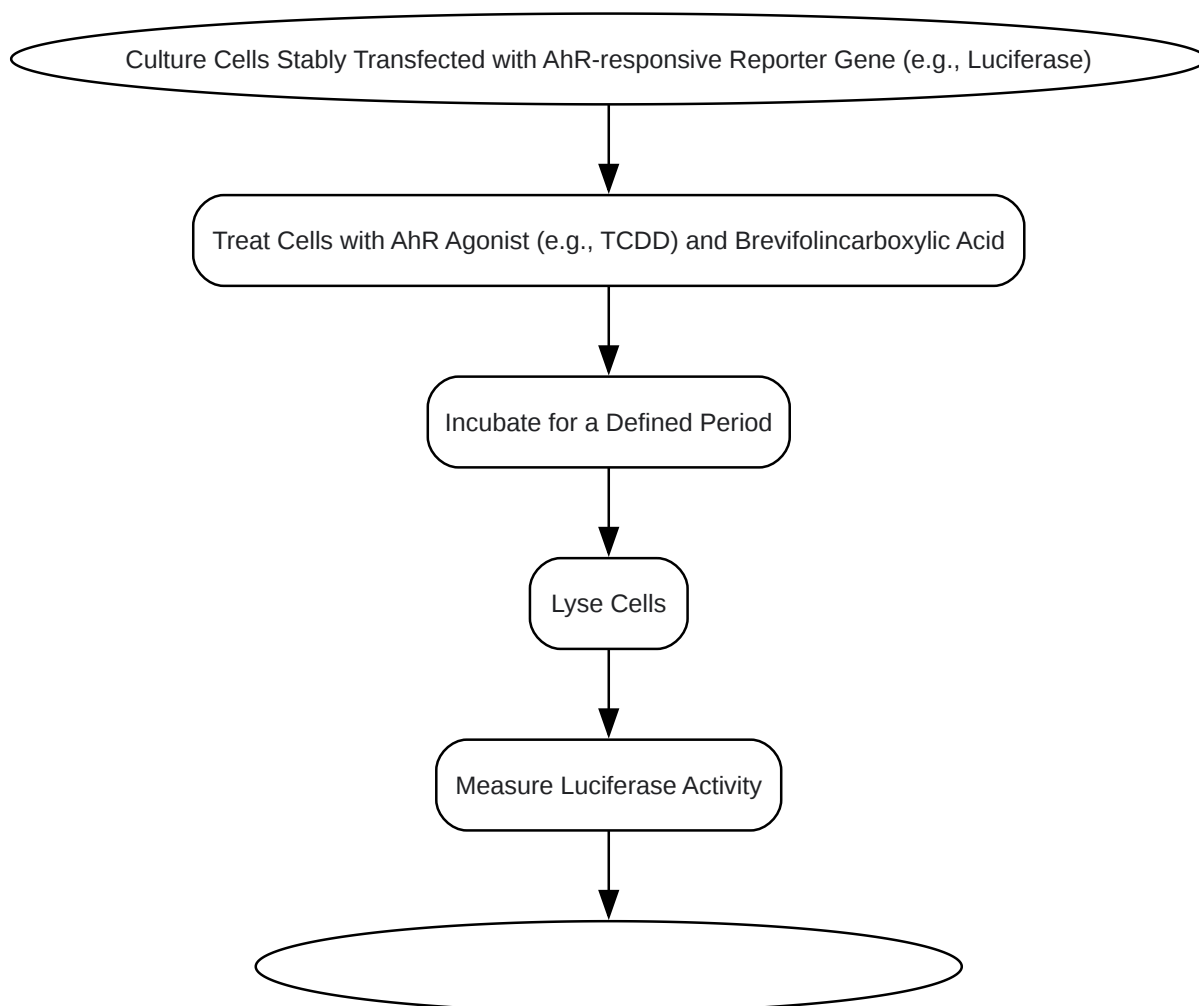 Culture Cells Stably Transfected with AhR-responsive Reporter Gene (e.g., Luciferase)
Treat Cells with AhR Agonist (e.g., TCDD) and Brevifolincarboxylic Acid
Incubate for a Defined Period
Lyse Cells
Measure Luciferase Activity